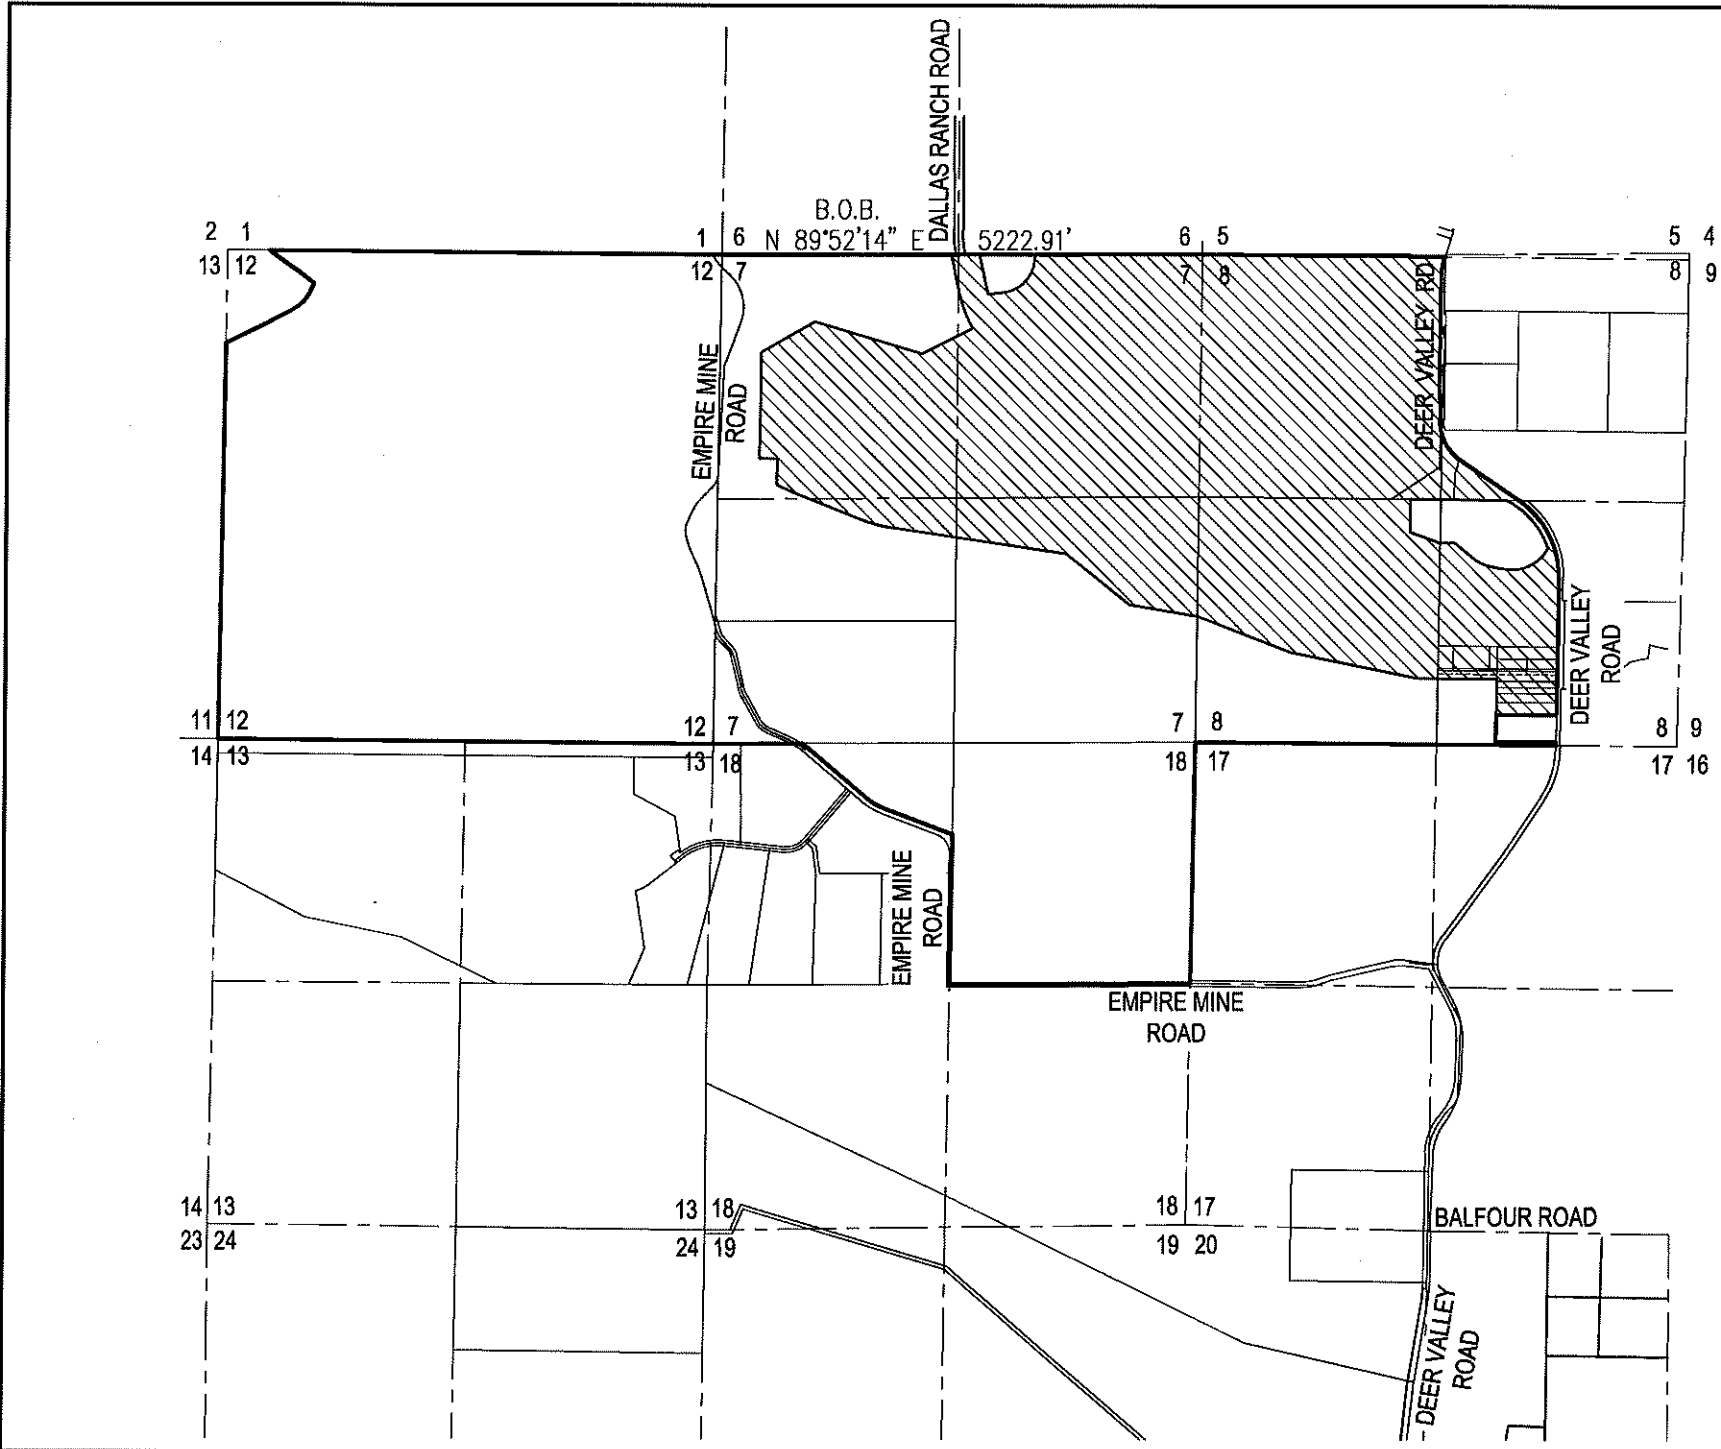 DALLAS RANCH ROAD
B.O.B.
N 89°52'14" E 5222.91'
2 1
13 12
1 6
12 7
6 5
7 8
5 4
8 9
DEER VALLEY RD
EMPIRE MINE
ROAD
DEER VALLEY
ROAD
11 12
14 13
12 7
13 18
7 8
18 17
8 9
17 16
EMPIRE MINE
ROAD
EMPIRE MINE
ROAD
14 13
23 24
13 18
24 19
18 17
19 20
BALFOUR ROAD
DEER VALLEY
ROAD